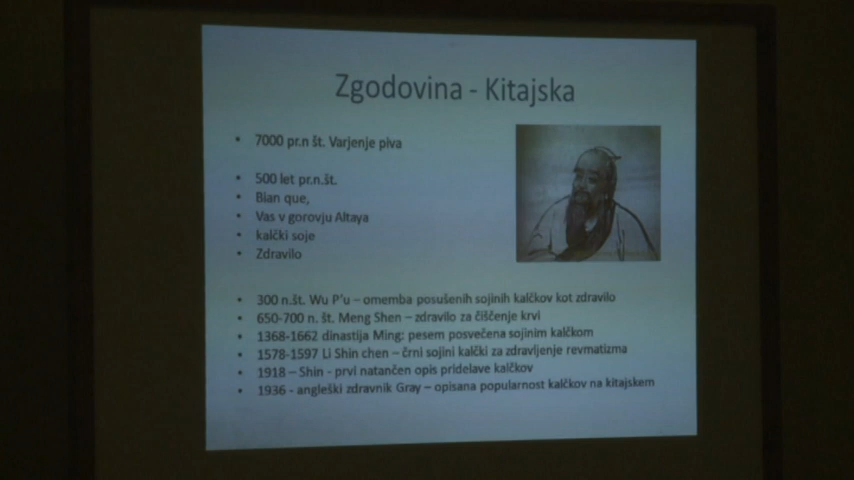 Zgodovina - Kitajska
• 7000 pr.n št. Varjenje piva
• 500 let pr.n.št.
• Bian que,
• Vas v gorovju Altaya
• kalčki soje
• Zdravilo
• 300 n.št. Wu P'u – omemba posušenih sojinih kalčkov kot zdravilo
• 650-700 n. št. Meng Shen – zdravilo za čiščenje krvi
• 1368-1662 dinastija Ming: pesem posvečena sojinim kalčkom
• 1578-1597 Li Shin chen – črni sojini kalčki za zdravljenje revmatizma
• 1918 – Shin - prvi natančen opis pridelave kalčkov
• 1936 - angleški zdravnik Gray – opisana popularnost kalčkov na kitajskem